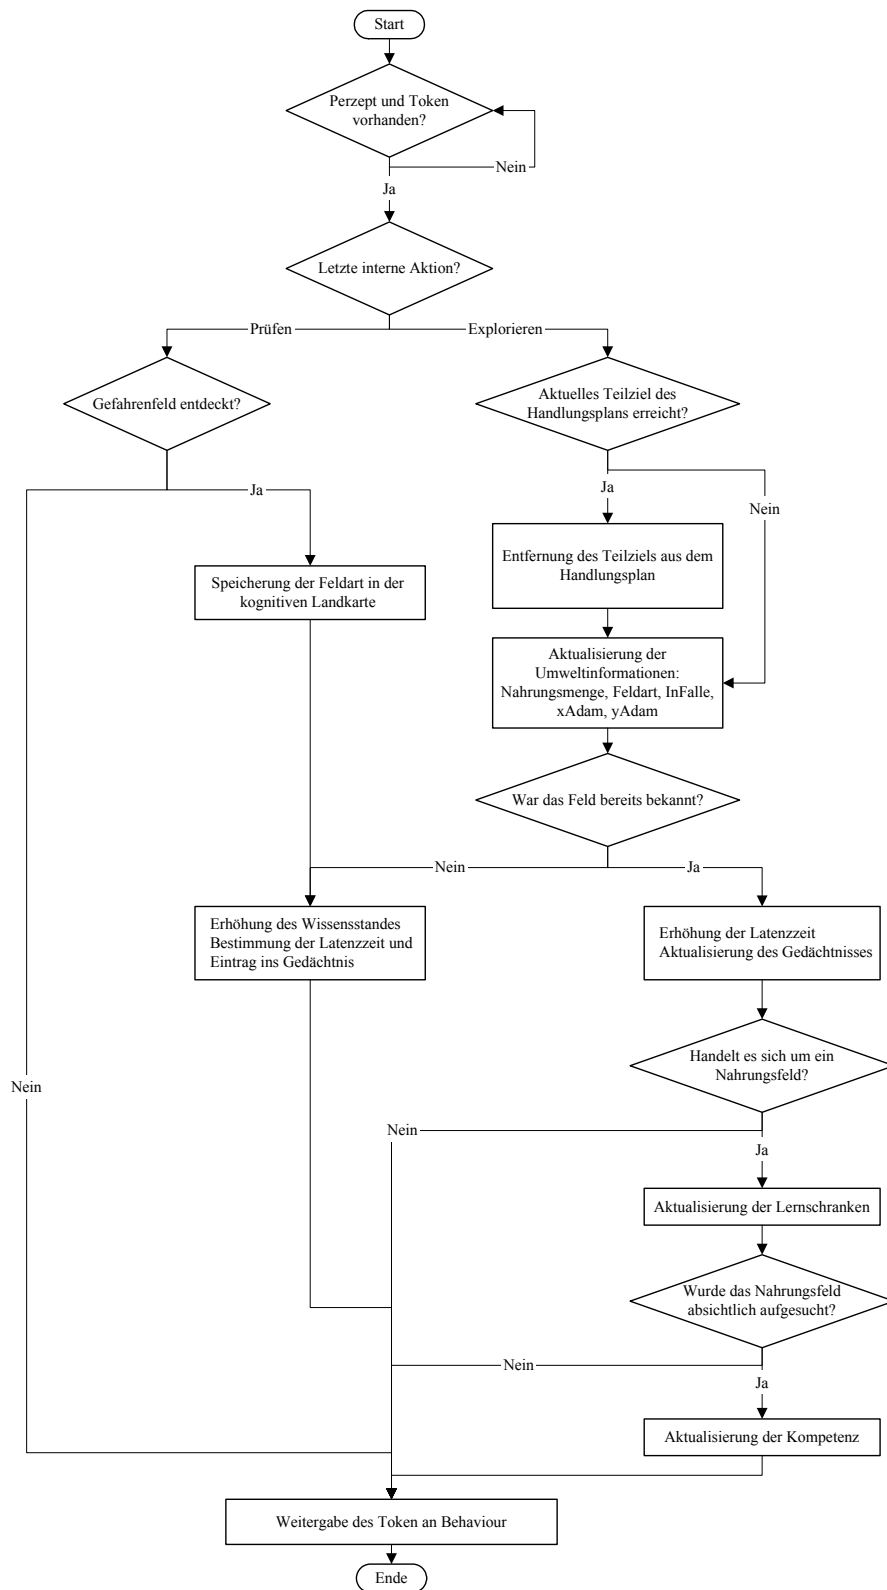 Start
Perzept und Token
vorhanden?
Nein
Ja
Letzte interne Aktion?
Prüfen
Explorieren
Gefahrenfeld entdeckt?
Aktuelles Teilziel des
Handlungsplans erreicht?
Ja
Ja
Nein
Entfernung des Teilziels aus dem
Handlungsplan
Speicherung der Feldart in der
kognitiven Landkarte
Aktualisierung der
Umweltinformationen:
Nahrungsmenge, Feldart, InFalle,
xAdam, yAdam
War das Feld bereits bekannt?
Nein
Ja
Erhöhung des Wissensstandes
Bestimmung der Latenzzeit und
Eintrag ins Gedächtnis
Erhöhung der Latenzzeit
Aktualisierung des Gedächtnisses
Handelt es sich um ein
Nahrungsfeld?
Nein
Nein
Ja
Aktualisierung der Lernschranken
Wurde das Nahrungsfeld
absichtlich aufgesucht?
Nein
Ja
Aktualisierung der Kompetenz
Weitergabe des Token an Behaviour
Ende